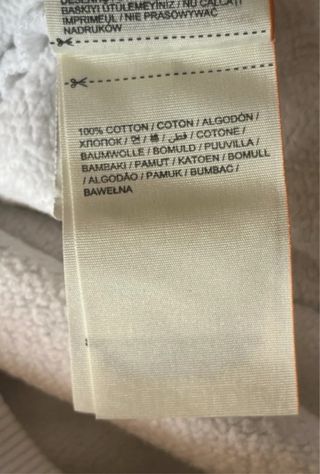 BASKIYI ÜTÜLEMEYİNİZ / NU CĂLCAȚI
IMPRIMEUL / NIE PRASOWYWAĆ
NADRUKÓW
100% COTTON / COTON / ALGODÓN /
ХЛОПОК / 면 / 棉 / قطن / COTONE /
BAUMWOLLE / BOMULD / PUUVILLA /
BAMBAKI / PAMUT / KATOEN / BOMULL
/ ALGODÃO / PAMUK / BUMBAC /
BAWEŁNA